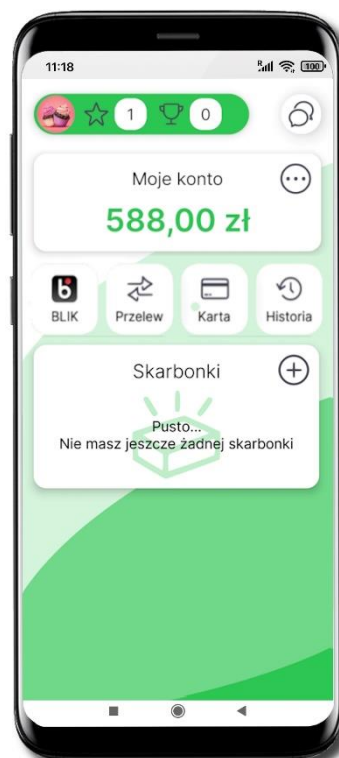 11:18
R
100
1
0
Moje konto
588,00 zł
b
BLIK
Przelew
Karta
Historia
Skarbonki
Pusto...
Nie masz jeszcze żadnej skarbonki